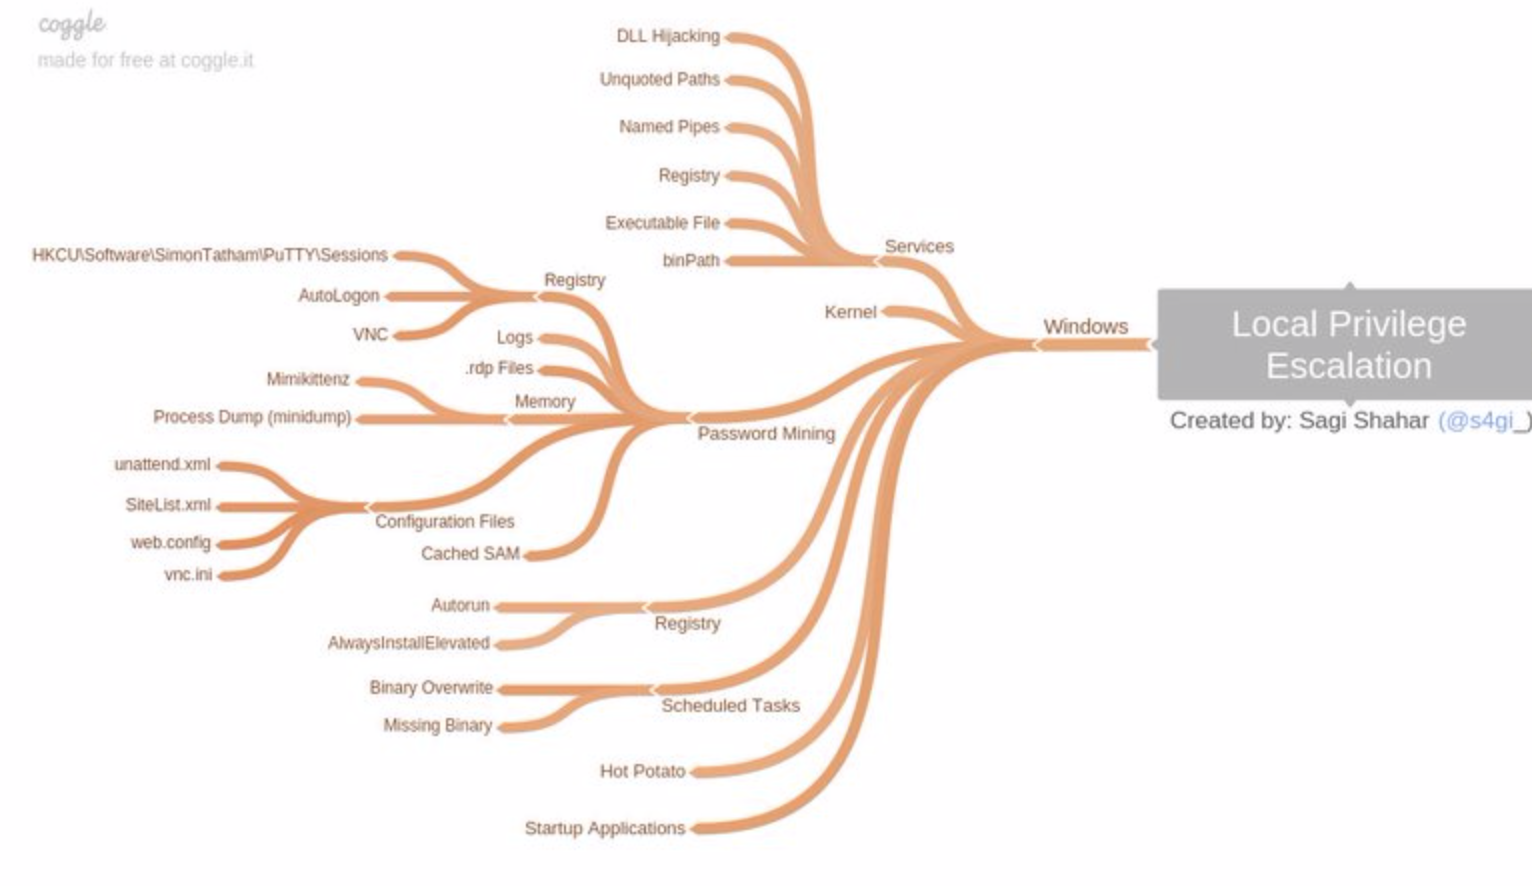 coggle
made for free at coggle.it
DLL Hijacking
Unquoted Paths
Named Pipes
Registry
Executable File
binPath
Services
Kernel
HKCU\Software\SimonTatham\PuTTY\Sessions
AutoLogon
VNC
Registry
Logs
.rdp Files
Mimikittenz
Process Dump (minidump)
Memory
unattend.xml
SiteList.xml
web.config
vnc.ini
Configuration Files
Cached SAM
Password Mining
Autorun
AlwaysInstallElevated
Registry
Binary Overwrite
Missing Binary
Scheduled Tasks
Hot Potato
Startup Applications
Windows
Local Privilege
Escalation
Created by: Sagi Shahar (@s4gi_)